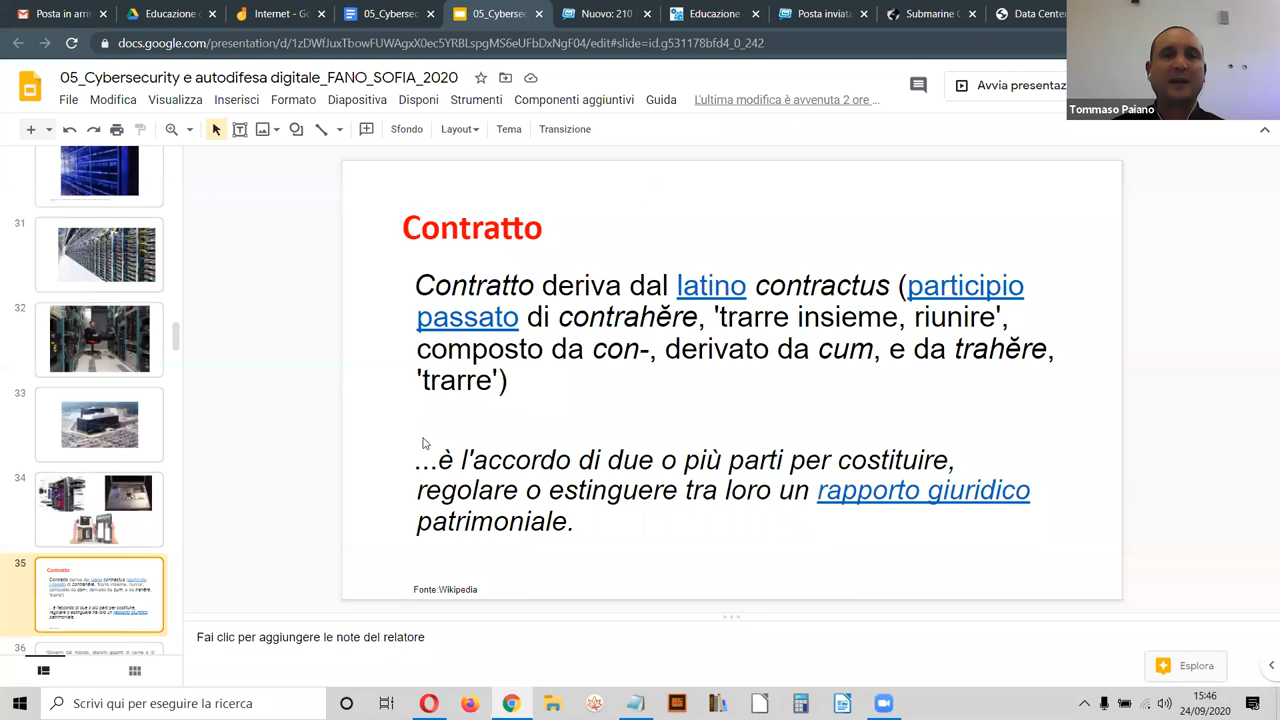 Posta in arrivo
Drive
Educazione
Internet - Go
05_Cybersec
05_Cybersec
Nuovo: 210
Educazione
Posta inviata
Submarine C
Data Center
docs.google.com/presentation/d/1zDWfJuxTbowFUWAgxX0ec5YRBLspgMS6eUFbDxNgF04/edit#slide=id.g531178bfd4_0_242
05_Cybersecurity e autodifesa digitale_FANO_SOFIA_2020
Avvia presentaz
File Modifica Visualizza Inserisci Formato Diapositiva Disponi Strumenti Componenti aggiuntivi Guida L'ultima modifica è avvenuta 2 ore ...
Tommaso Paiano
Sfondo Layout Tema Transizione
31
32
33
34
35
36
Contratto
Contratto deriva dal latino contractus (participio
passato di contrahĕre, 'trarre insieme, riunire',
composto da con-, derivato da cum, e da trahĕre,
'trarre')
...è l'accordo di due o più parti per costituire,
regolare o estinguere tra loro un rapporto giuridico
patrimoniale.
Fonte:Wikipedia
Fai clic per aggiungere le note del relatore
Esplora
Scrivi qui per eseguire la ricerca
15:46
24/09/2020